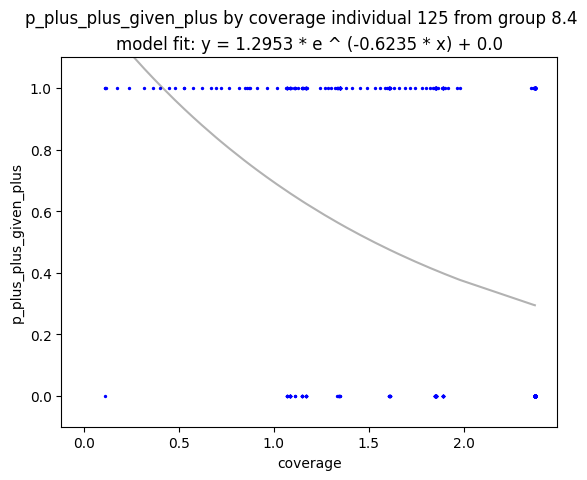 p_plus_plus_given_plus by coverage individual 125 from group 8.4
model fit: y = 1.2953 * e ^ (-0.6235 * x) + 0.0
1.0
0.8
0.6
0.4
0.2
0.0
p_plus_plus_given_plus
0.0 0.5 1.0 1.5 2.0
coverage